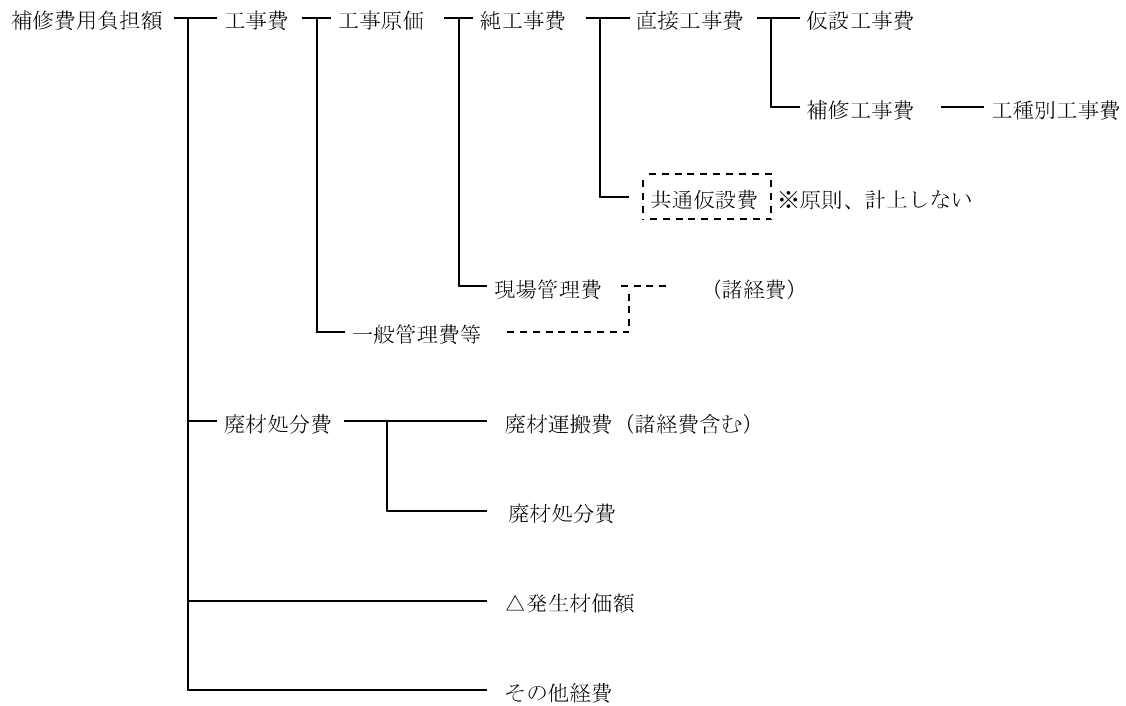 補修費用負担額 工事費 工事原価 純工事費 直接工事費 仮設工事費
補修工事費 工種別工事費
共通仮設費 ※原則、計上しない
現場管理費 （諸経費）
一般管理費等
廃材処分費 廃材運搬費（諸経費含む）
廃材処分費
△発生材価額
その他経費